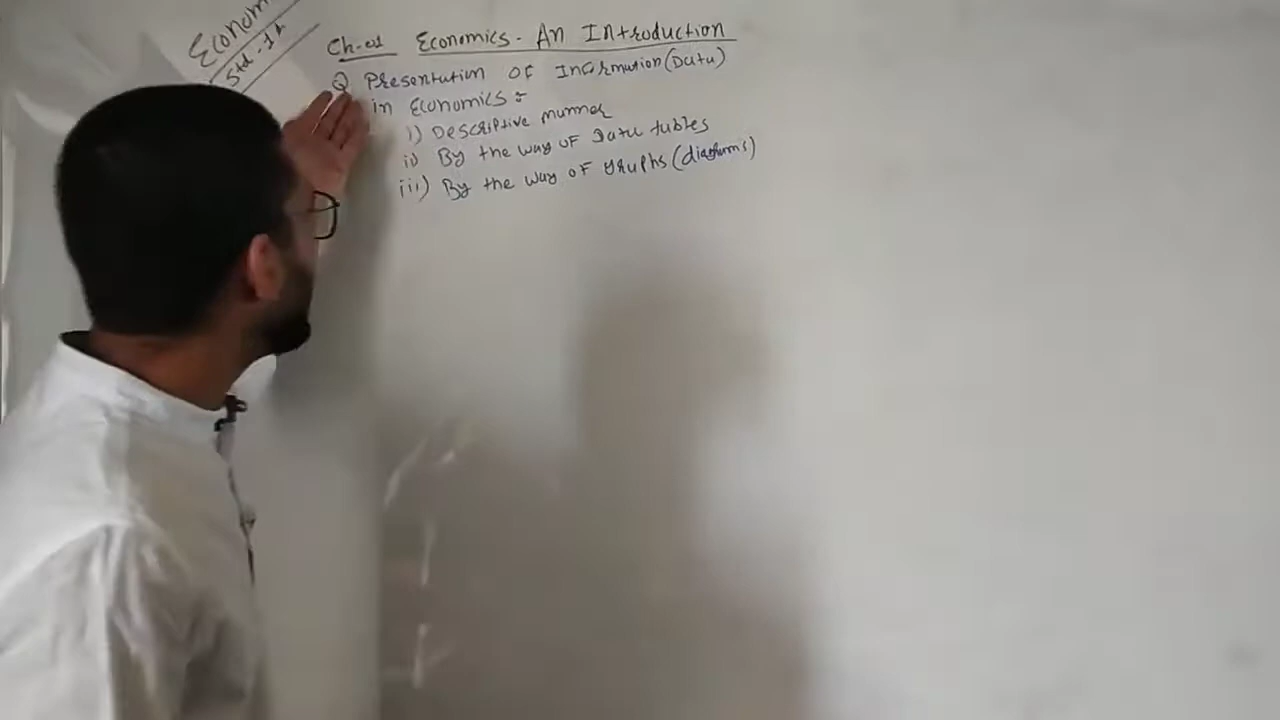 Econom
Std-11
Ch-01 Economics - An Introduction
Q Presentation of Information (Data)
in Economics :
i) Descriptive manner
ii) By the way of Data tables
iii) By the way of graphs (diagrams)